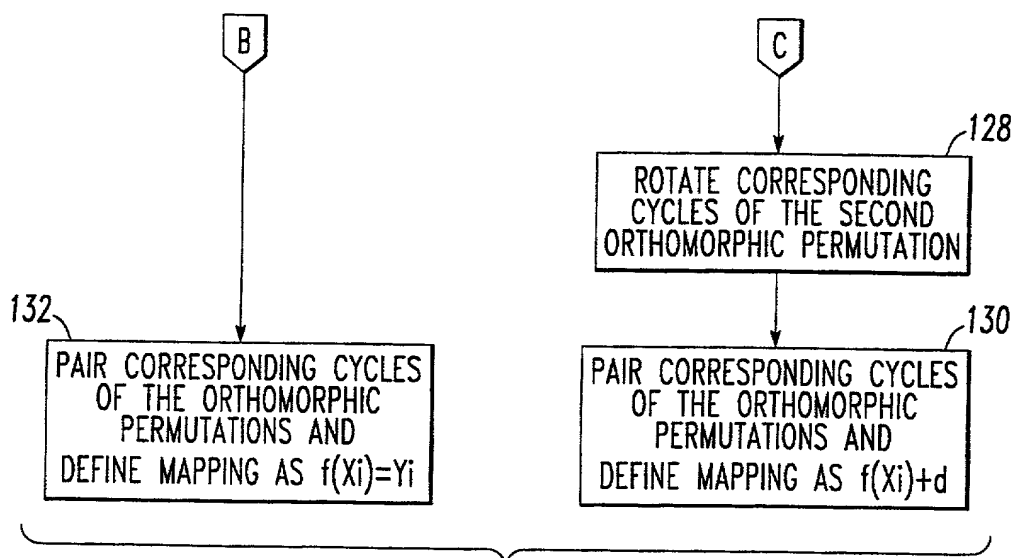 B
C
128
ROTATE CORRESPONDING
CYCLES OF THE SECOND
ORTHOMORPHIC PERMUTATION
132
PAIR CORRESPONDING CYCLES
OF THE ORTHOMORPHIC
PERMUTATIONS AND
DEFINE MAPPING AS f(Xi)=Yi
130
PAIR CORRESPONDING CYCLES
OF THE ORTHOMORPHIC
PERMUTATIONS AND
DEFINE MAPPING AS f(Xi)+d